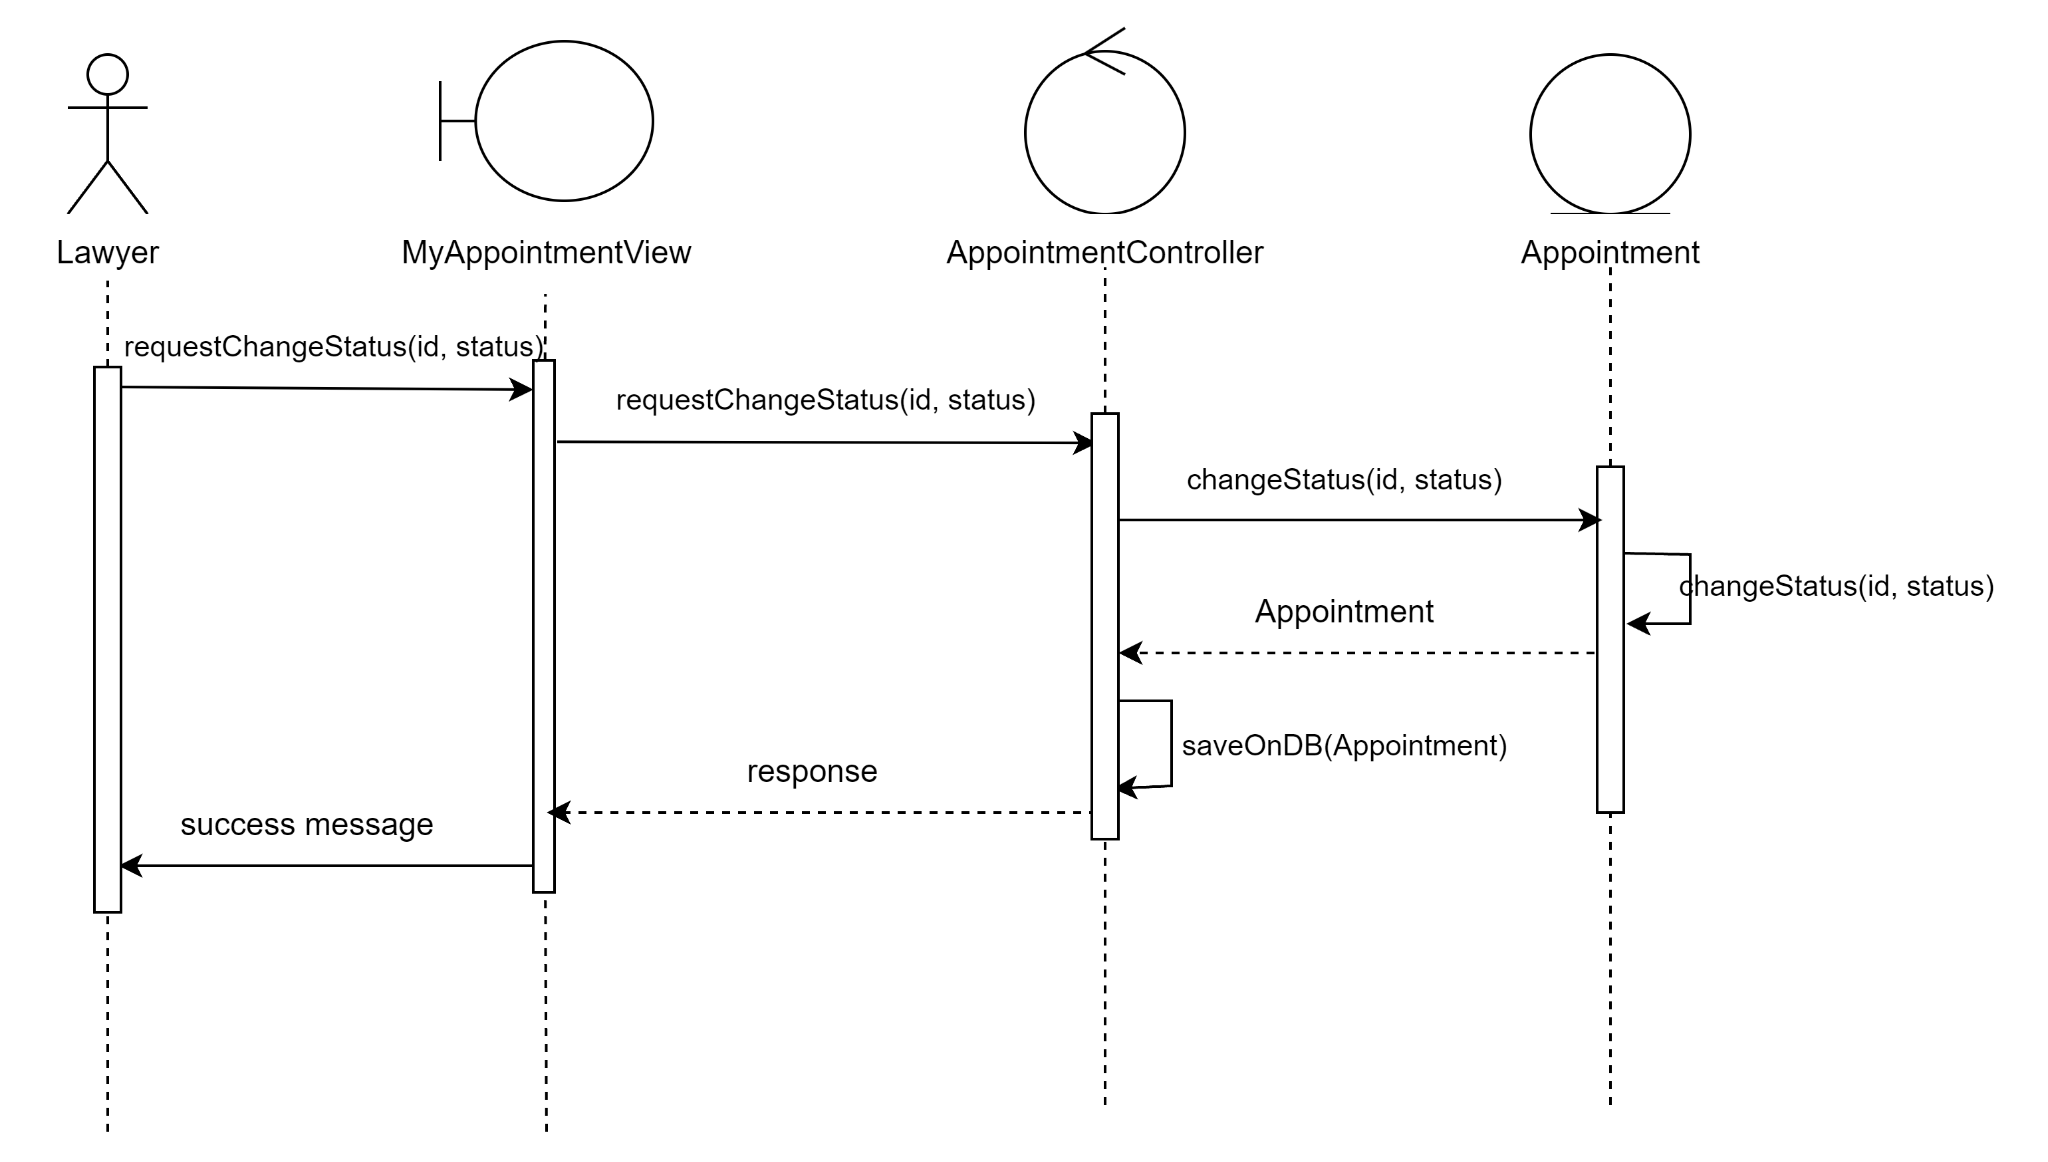 Lawyer
MyAppointmentView
AppointmentController
Appointment
requestChangeStatus(id, status)
requestChangeStatus(id, status)
changeStatus(id, status)
changeStatus(id, status)
Appointment
saveOnDB(Appointment)
response
success message